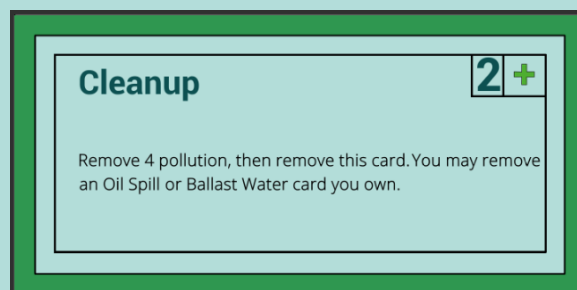 Cleanup
2 +
Remove 4 pollution, then remove this card. You may remove
an Oil Spill or Ballast Water card you own.